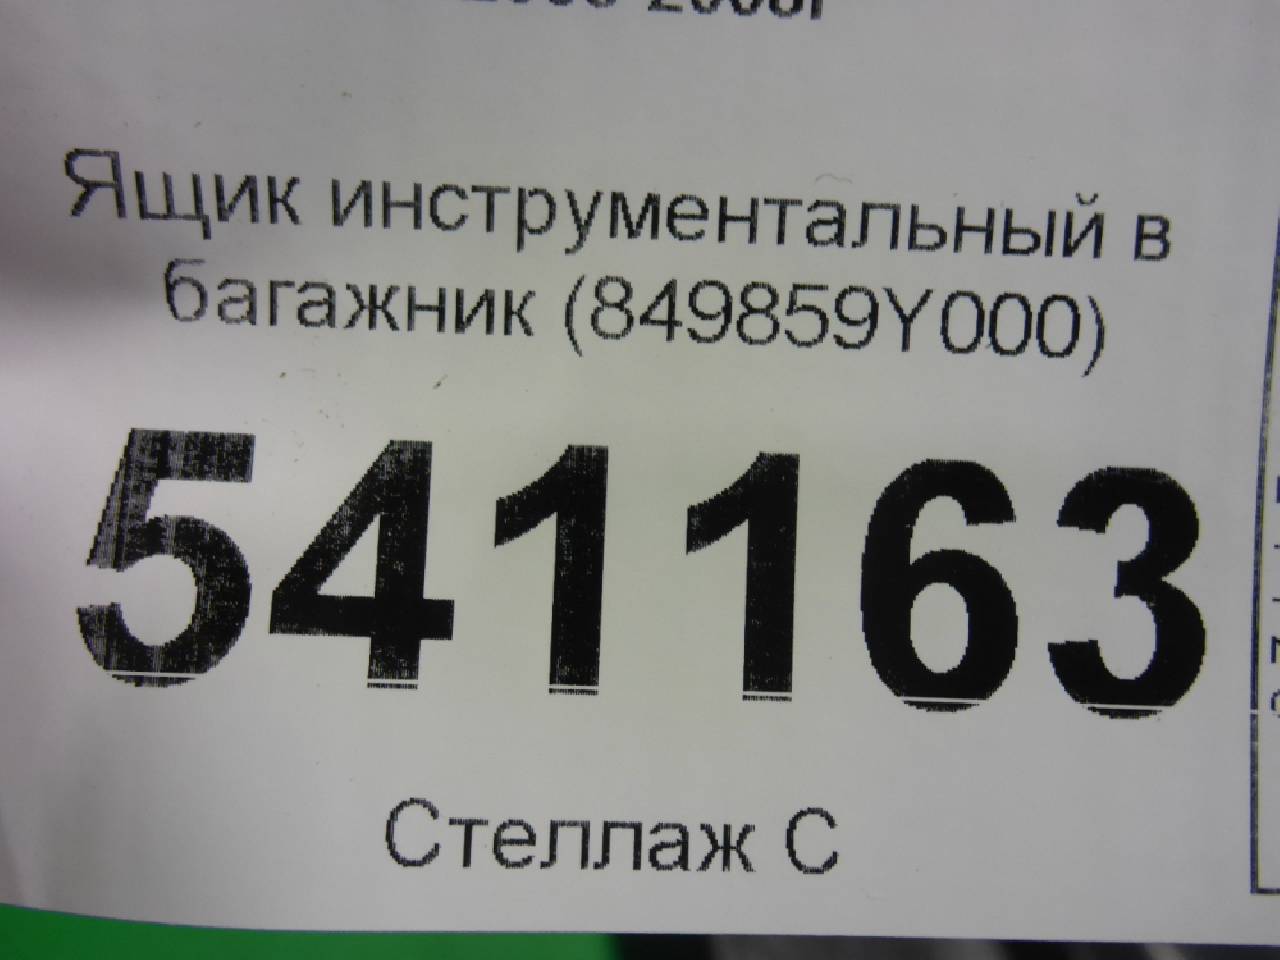 Ящик инструментальный в
багажник (849859Y000)
541163
Стеллаж С